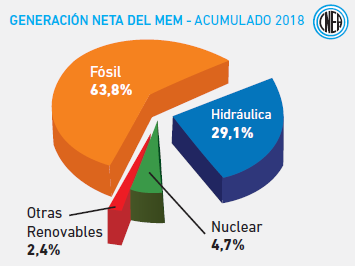 GENERACIÓN NETA DEL MEM - ACUMULADO 2018
CNEA
Fósil
63,8%
Hidráulica
29,1%
Otras
Renovables
2,4%
Nuclear
4,7%